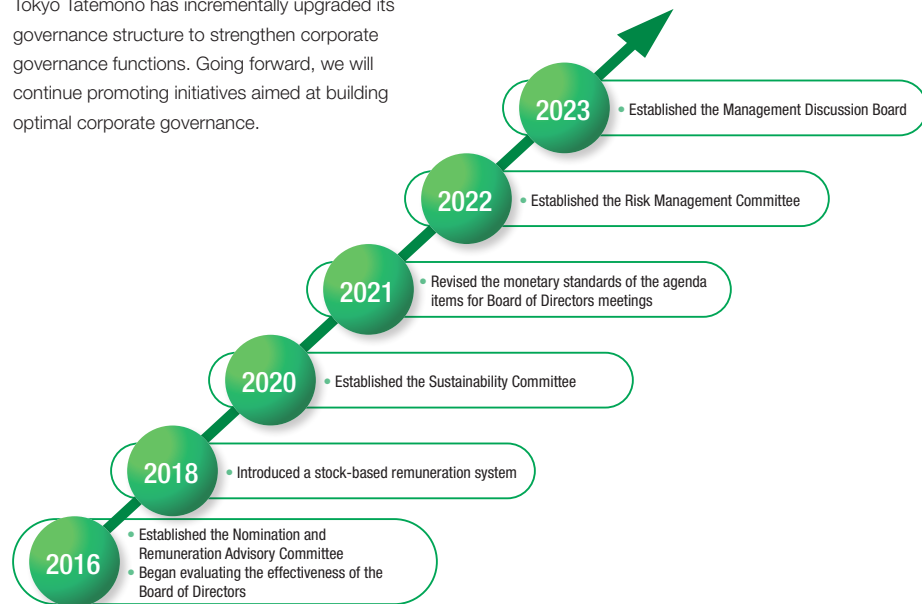 Tokyo Tatemono has incrementally upgraded its
governance structure to strengthen corporate
governance functions. Going forward, we will
continue promoting initiatives aimed at building
optimal corporate governance.
2023
• Established the Management Discussion Board
2022
• Established the Risk Management Committee
2021
• Revised the monetary standards of the agenda
items for Board of Directors meetings
2020
• Established the Sustainability Committee
2018
• Introduced a stock-based remuneration system
2016
• Established the Nomination and
Remuneration Advisory Committee
• Began evaluating the effectiveness of the
Board of Directors